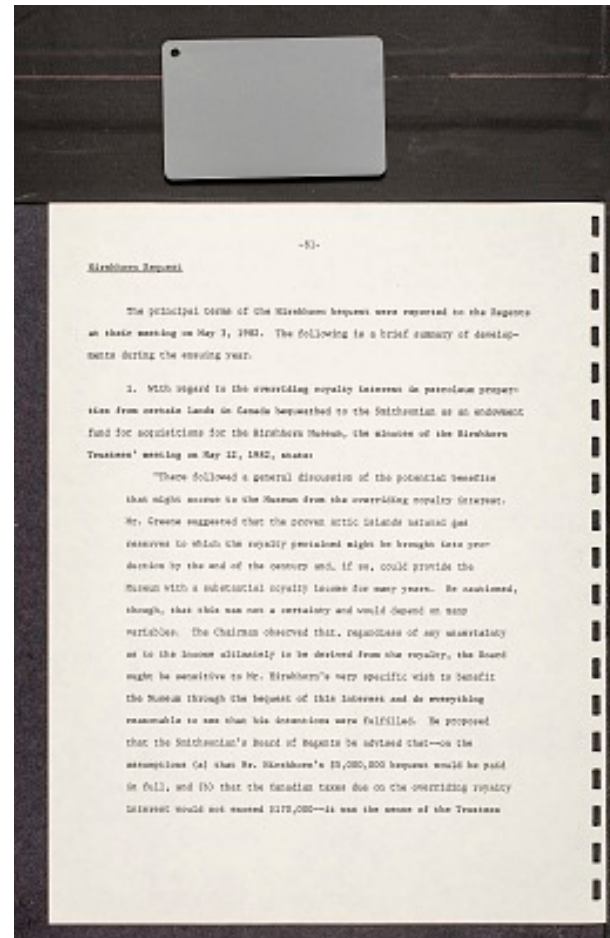 -51-
Hirshhorn Bequest
The principal terms of the Hirshhorn bequest were reported to the Regents
at their meeting on May 3, 1982. The following is a brief summary of develop-
ments during the ensuing year.
1. With regard to the overriding royalty interest in petroleum proper-
ties from certain lands in Canada bequeathed to the Smithsonian as an endowment
fund for acquisitions for the Hirshhorn Museum, the minutes of the Hirshhorn
Trustees' meeting on May 12, 1982, state:
"There followed a general discussion of the potential benefits
that might accrue to the Museum from the overriding royalty interest.
Mr. Greene suggested that the proven arctic islands natural gas
reserves to which the royalty pertained might be brought into pro-
duction by the end of the century and, if so, could provide the
Museum with a substantial royalty income for many years. He cautioned,
though, that this was not a certainty and would depend on many
variables. The Chairman observed that, regardless of any uncertainty
as to the income ultimately to be derived from the royalty, the Board
ought be sensitive to Mr. Hirshhorn's very specific wish to benefit
the Museum through the bequest of this interest and do everything
reasonable to see that his intentions were fulfilled. He proposed
that the Smithsonian's Board of Regents be advised that--on the
assumptions (a) that Mr. Hirshhorn's $5,000,000 bequest would be paid
in full, and (b) that the Canadian taxes due on the overriding royalty
interest would not exceed $175,000--it was the sense of the Trustees